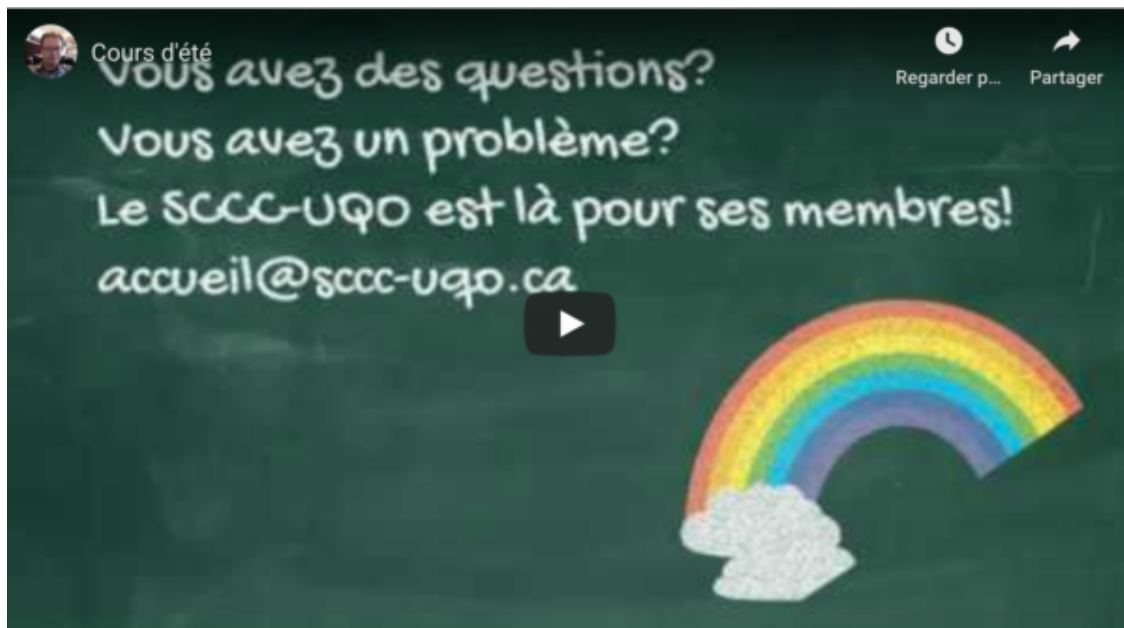 Cours d'été
Regarder p...
Partager
Vous avez des questions?
Vous avez un problème?
Le SCCC-UQO est là pour ses membres!
accueil@sccc-uqo.ca